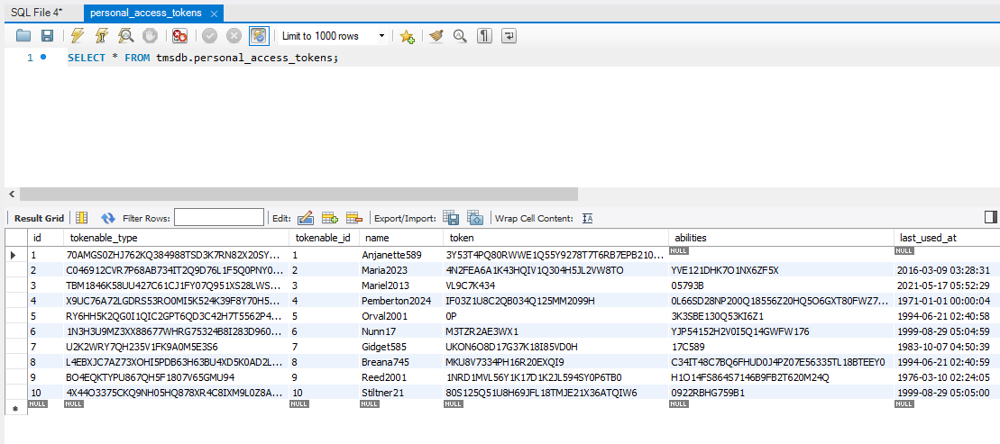 SQL File 4* personal_access_tokens ×
Limit to 1000 rows
1 SELECT * FROM tmsdb.personal_access_tokens;
Result Grid Filter Rows: Edit: Export/Import: Wrap Cell Content:
id tokenable_type tokenable_id name token abilities last_used_at
1 70AMGS0ZHJ762KQ384988TSD3K7RN82X20SY... 1 Anjanette589 3Y53T4PQ80RWWE1Q55Y9278T7T6RB7EPB210... NULL
2 C046912CVR7P68AB734IT2Q9D76L1F5Q0PNY0... 2 Maria2023 4N2FEA6A1K43HQIV1Q304H5JL2VW8TO YVE121DHK7O1NX6ZF5X 2016-03-09 03:28:31
3 TBM1846K58UU427C61CJ1FY07Q951XS28LWS... 3 Mariel2013 VL9C7K434 05793B 2021-05-17 05:52:29
4 X9UC76A72LGDRS53RO0MI5K524K39F8Y70H5... 4 Pemberton2024 IF03Z1U8C2QB034Q125MM2099H 0L66SD28NP200Q18556Z20HQ5O6GXT80FWZ7... 1971-01-01 00:00:04
5 RY6HH5K2QG0I1QIC2GPT6QD3C42H7T5562P4... 5 Orval2001 0P 3K3SBE130Q53KI6Z1 1994-06-21 02:40:58
6 1N3H3U9MZ3XX88677WHRG75324B8I283D960... 6 Nunn17 M3TZR2AE3WX1 YJP54152H2V0I5Q14GWFW176 1999-08-29 05:04:59
7 U2K2WRY7QH235V1FK9A0M5E3S6 7 Gidget585 UKON6O8D17G37K18I85VD0H 17C589 1983-10-07 04:50:39
8 L4EBXJC7AZ73XOHI5PDB63H63BU4XD5K0AD2L... 8 Breana745 MKU8V7334PH16R20EXQI9 C34IT48C7BQ6FHUD0J4PZ07E56335TL18BTEEY0 1994-06-21 02:40:59
9 BO4EQKTYPU867QH5F1807V65GMU94 9 Reed2001 1NRD1MVL56Y1K17D1K2JL594SY0P6TB0 H1O14FS864S7146B9FB2T620M24Q 1976-03-10 02:24:05
10 4X44O3375CKQ9NH05HQ878XR4C8IXM9L0Z8A... 10 Stiltner21 80S125Q51U8H69JFL18TMJE21X36ATQIW6 0922RBHG759B1 1999-08-29 05:05:00
NULL NULL NULL NULL NULL NULL NULL